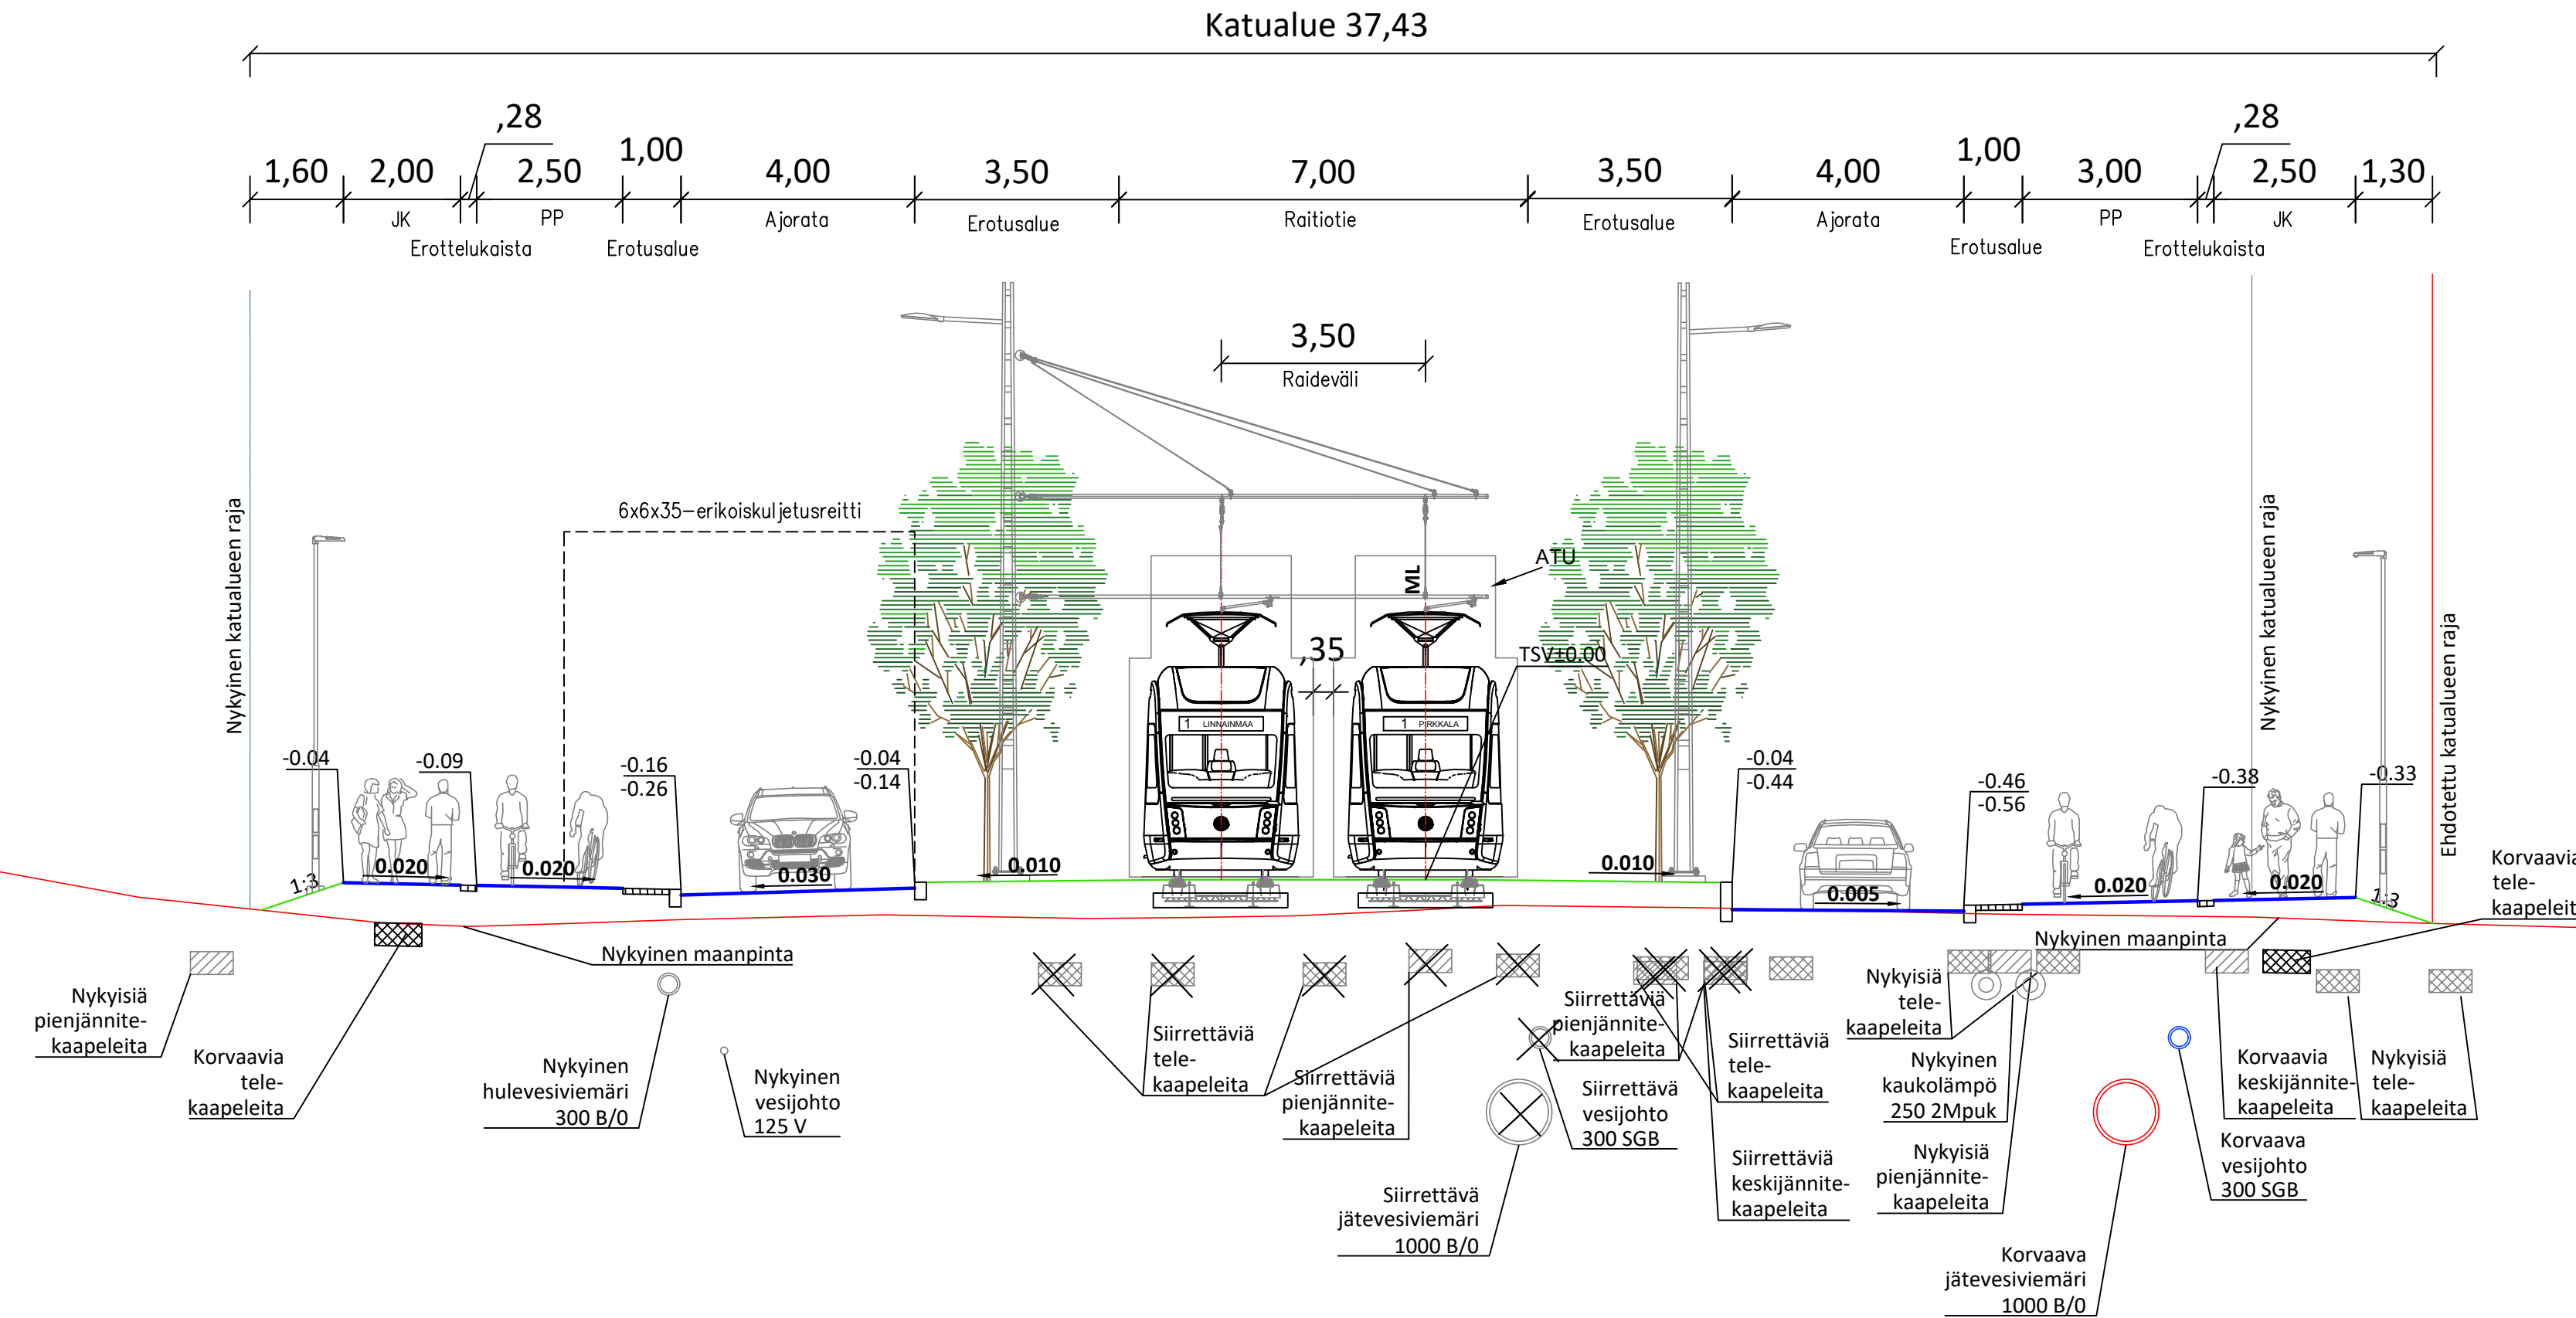 Katualue 37,43
,28
,28
1,60
2,00
2,50
1,00
4,00
3,50
7,00
3,50
4,00
1,00
3,00
2,50
1,30
JK
PP
Ajorata
Erotusalue
Raitiotie
Erotusalue
Ajorata
PP
JK
Erottelukaista
Erotusalue
Erotusalue
Erottelukaista
3,50
Raideväli
6x6x35-erikoiskuljetusreitti
Nykyinen katualueen raja
Nykyinen katualueen raja
Ehdotettu katualueen raja
ATU
ML
,35
TSV±0.00
1 LINNAINMAA
1 PIRKKALA
-0.04
-0.09
-0.16
-0.26
-0.04
-0.14
-0.04
-0.44
-0.46
-0.56
-0.38
-0.33
1:3
0.020
0.020
0.030
0.010
0.010
0.005
0.020
0.020
1:3
Korvaavia
tele-
kaapeleit
Nykyinen maanpinta
Nykyinen maanpinta
Nykyisiä
pienjännite-
kaapeleita
Korvaavia
tele-
kaapeleita
Nykyinen
hulevesiviemäri
300 B/0
Nykyinen
vesijohto
125 V
Siirrettäviä
tele-
kaapeleita
Siirrettäviä
pienjännite-
kaapeleita
Siirrettäviä
pienjännite-
kaapeleita
Siirrettävä
vesijohto
300 SGB
Siirrettäviä
tele-
kaapeleita
Siirrettäviä
keskijännite-
kaapeleita
Siirrettävä
jätevesiviemäri
1000 B/0
Nykyisiä
tele-
kaapeleita
Nykyinen
kaukolämpö
250 2Mpuk
Nykyisiä
pienjännite-
kaapeleita
Korvaava
jätevesiviemäri
1000 B/0
Korvaavia
keskijännite-
kaapeleita
Nykyisiä
tele-
kaapeleita
Korvaava
vesijohto
300 SGB